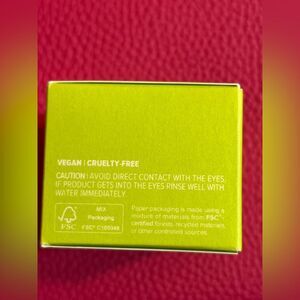 VEGAN | CRUELTY-FREE
CAUTION | AVOID DIRECT CONTACT WITH THE EYES.
IF PRODUCT GETS INTO THE EYES RINSE WELL WITH
WATER IMMEDIATELY.
FSC
MIX
Packaging
FSC®
Paper packaging is made using a
mixture of materials from FSC®
certified forests, recycled materials
or other controlled sources.